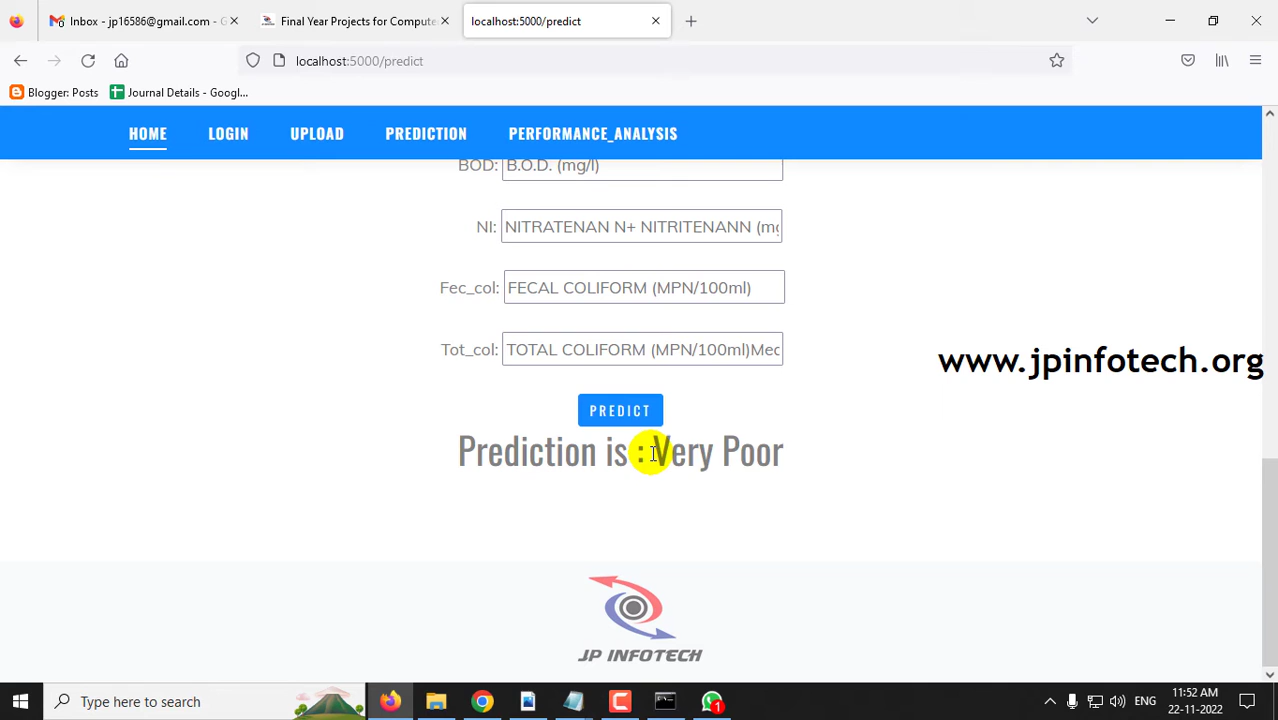 Inbox - jp16586@gmail.com - G
Final Year Projects for Compute
localhost:5000/predict
localhost:5000/predict
Blogger: Posts
Journal Details - Googl...
HOME
LOGIN
UPLOAD
PREDICTION
PERFORMANCE_ANALYSIS
BOD: B.O.D. (mg/l)
NI: NITRATENAN N+ NITRITENANN (mg
Fec_col: FECAL COLIFORM (MPN/100ml)
Tot_col: TOTAL COLIFORM (MPN/100ml)Mec
www.jpinfotech.org
PREDICT
Prediction is : Very Poor
JP INFOTECH
Type here to search
1
ENG
11:52 AM
22-11-2022